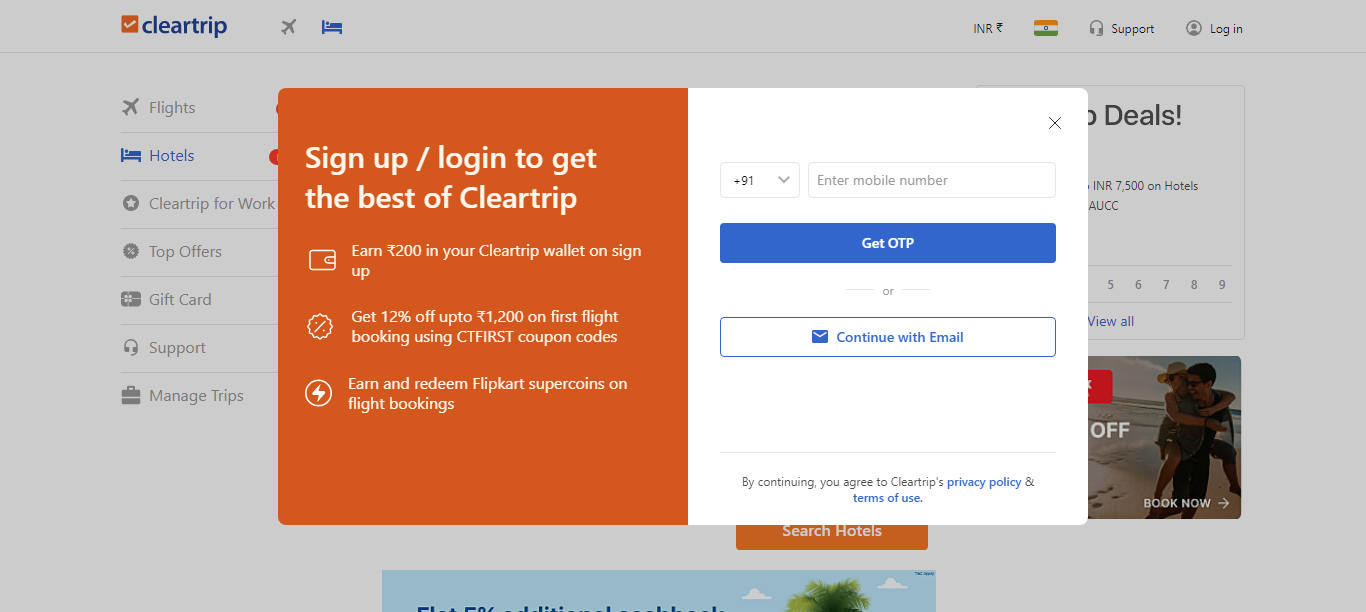 cleartrip
INR ₹
Support
Log in
Flights
Hotels
Cleartrip for Work
Top Offers
Gift Card
Support
Manage Trips
Sign up / login to get
the best of Cleartrip
Earn ₹200 in your Cleartrip wallet on sign
up
Get 12% off upto ₹1,200 on first flight
booking using CTFIRST coupon codes
Earn and redeem Flipkart supercoins on
flight bookings
+91
Enter mobile number
Get OTP
or
Continue with Email
By continuing, you agree to Cleartrip's privacy policy &
terms of use.
Deals!
INR 7,500 on Hotels
AUCC
5 6 7 8 9
View all
OFF
BOOK NOW
Search Hotels
T&C Apply
Flat 5% additional cashback